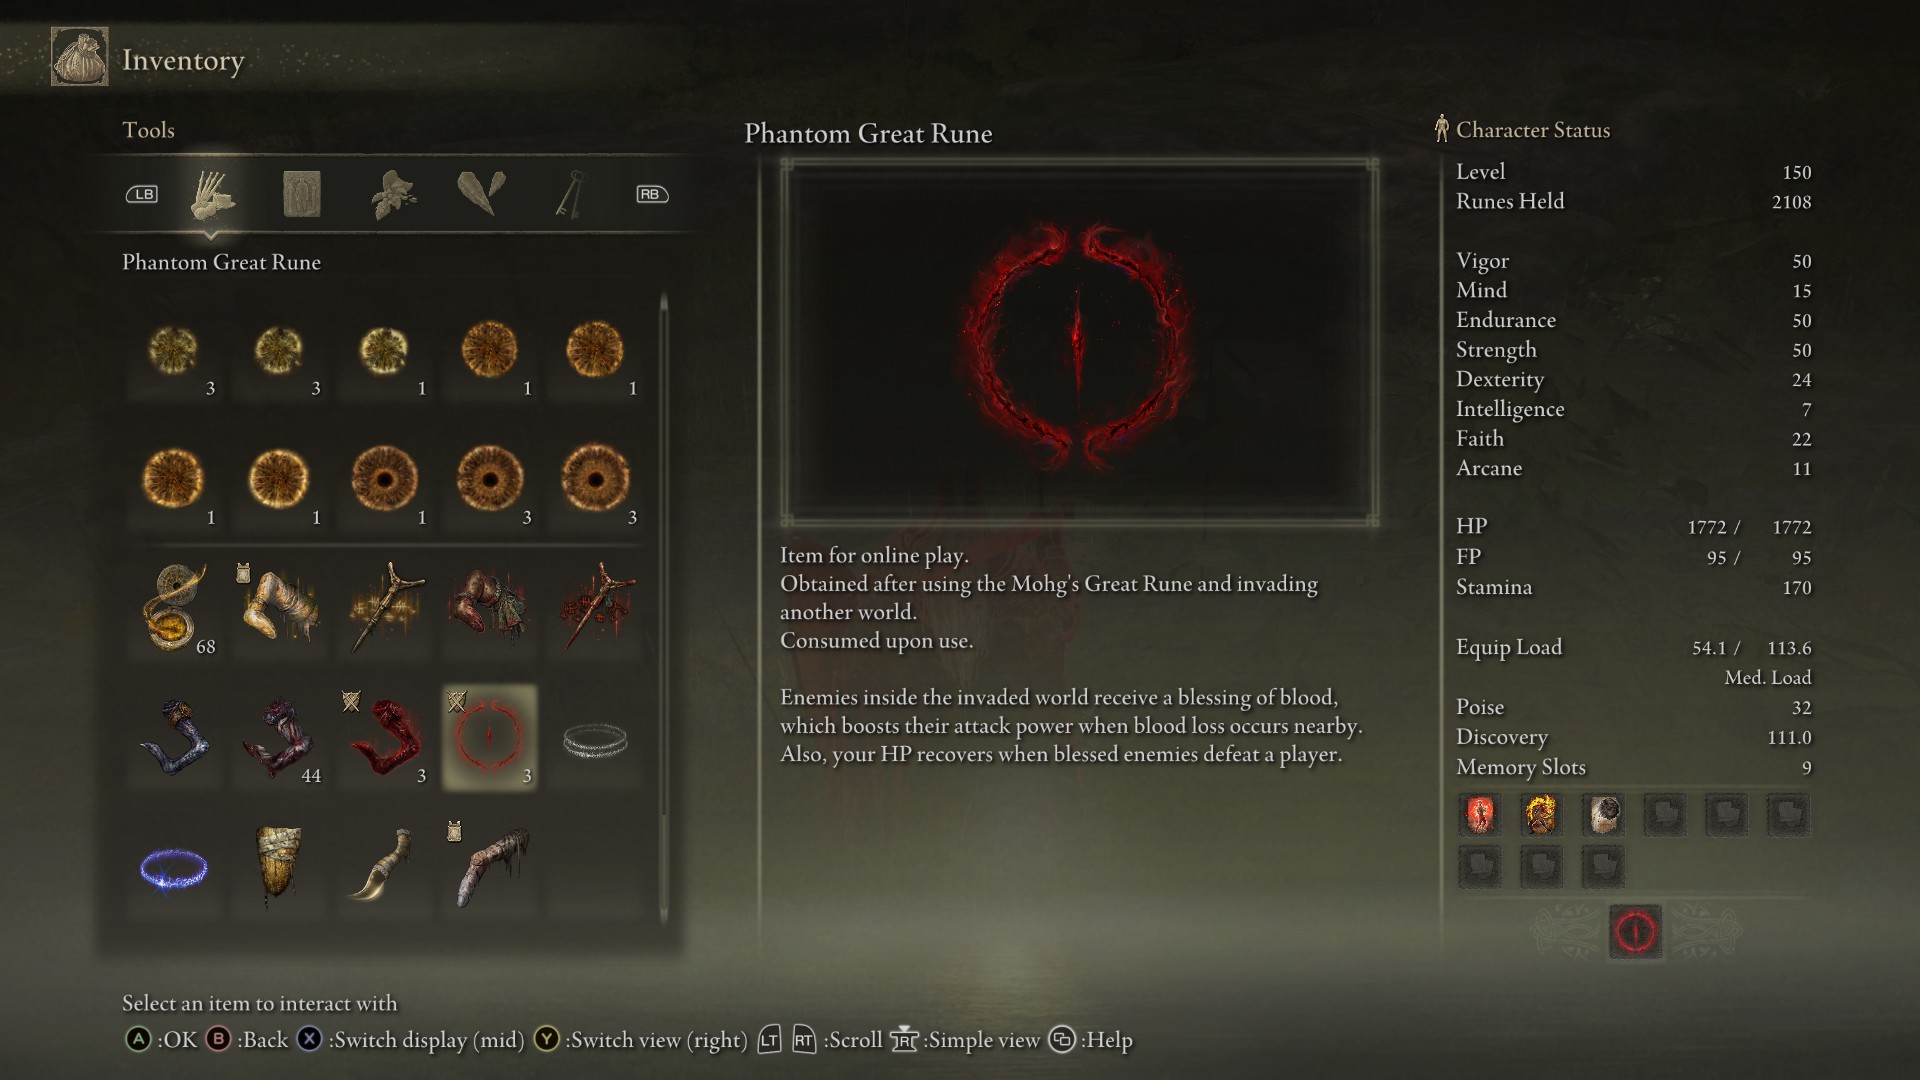 Inventory
Tools
LB
RB
Phantom Great Rune
3
3
1
1
1
1
1
1
3
3
68
44
3
3
Phantom Great Rune
Item for online play.
Obtained after using the Mohg's Great Rune and invading
another world.
Consumed upon use.
Enemies inside the invaded world receive a blessing of blood,
which boosts their attack power when blood loss occurs nearby.
Also, your HP recovers when blessed enemies defeat a player.
Character Status
Level 150
Runes Held 2108
Vigor 50
Mind 15
Endurance 50
Strength 50
Dexterity 24
Intelligence 7
Faith 22
Arcane 11
HP 1772 / 1772
FP 95 / 95
Stamina 170
Equip Load 54.1 / 113.6
Med. Load
Poise 32
Discovery 111.0
Memory Slots 9
Select an item to interact with
A :OK B :Back X :Switch display (mid) Y :Switch view (right) LT RT :Scroll R :Simple view :Help